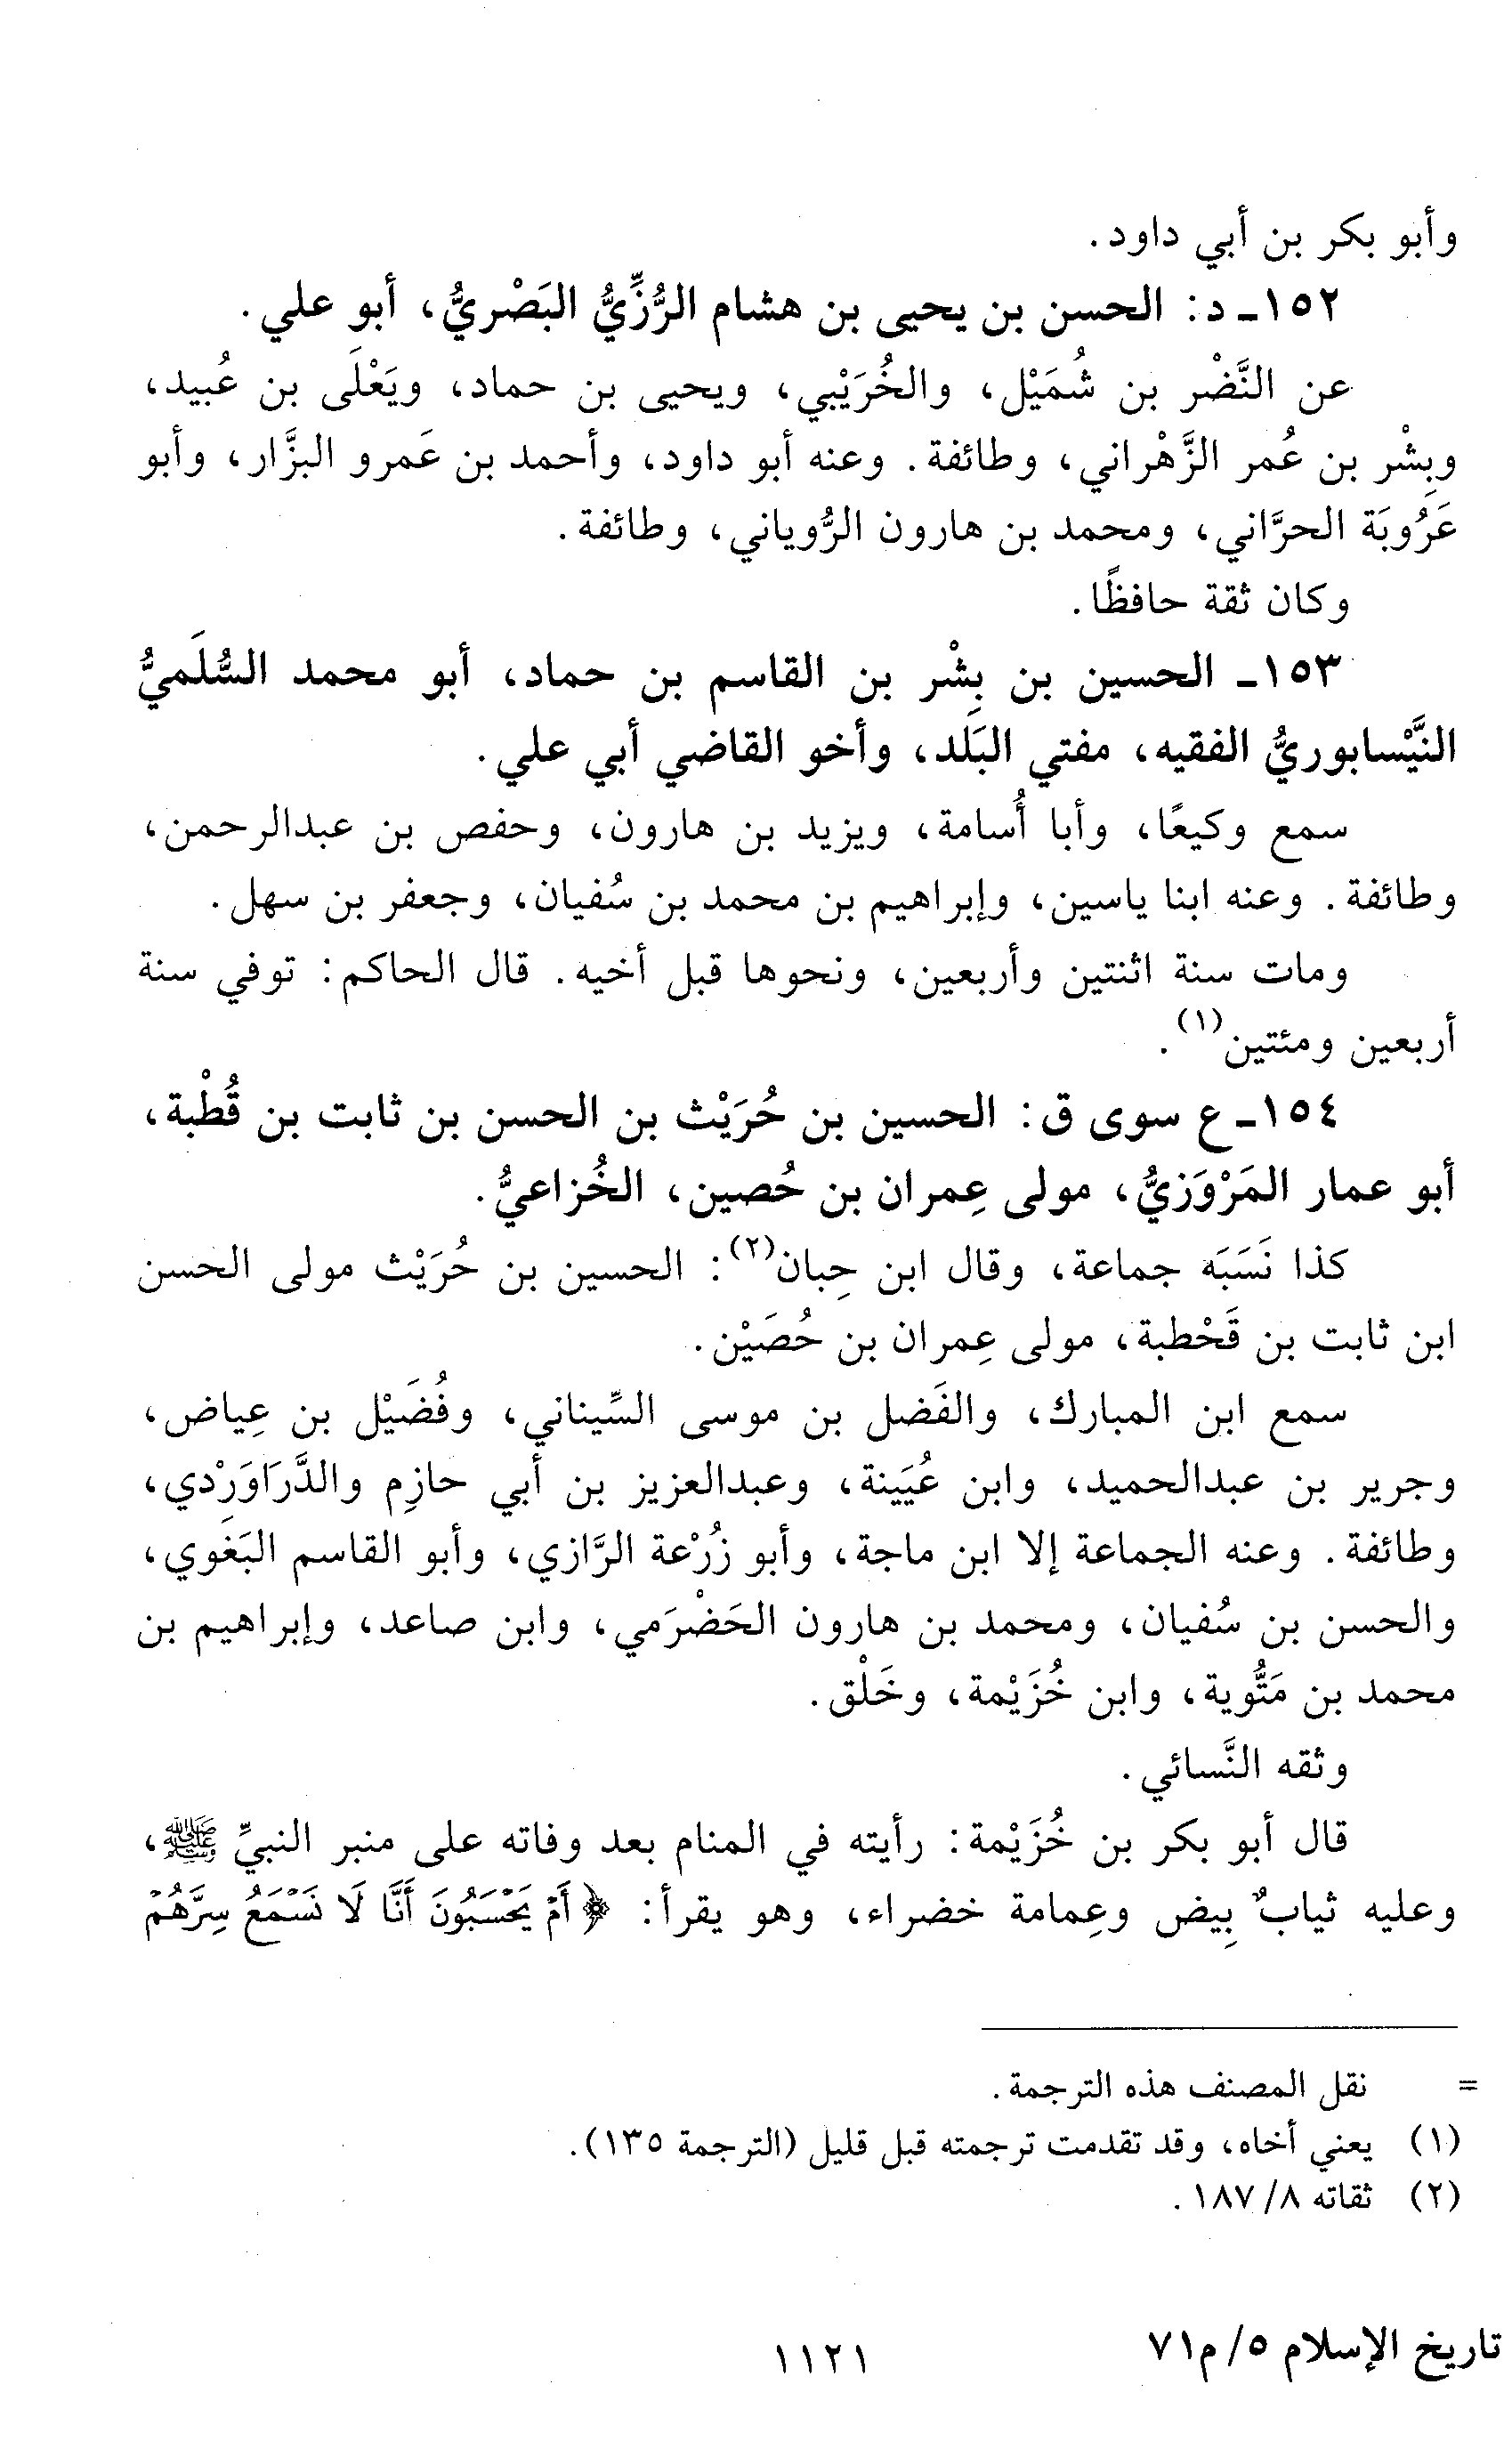 وأبو بكر بن أبي داود.
١٥٢ـ د: الحسن بن يحيى بن هشام الرُّزِّيُّ البَصْريُّ، أبو علي.
عن النَّضْر بن شُمَيْل، والخُرَيْبي، ويحيى بن حماد، ويَعْلَى بن عُبيد،
وبِشْر بن عُمر الزَّهْراني، وطائفة. وعنه أبو داود، وأحمد بن عَمرو البزَّار، وأبو
عَرُوبَة الحرَّاني، ومحمد بن هارون الرُّوياني، وطائفة.
وكان ثقة حافظًا.
١٥٣ـ الحسين بن بِشْر بن القاسم بن حماد، أبو محمد السُّلَميُّ
النَّيْسابوريُّ الفقيه، مفتي البَلَد، وأخو القاضي أبي علي.
سمع وكيعًا، وأبا أُسامة، ويزيد بن هارون، وحفص بن عبدالرحمن،
وطائفة. وعنه ابنا ياسين، وإبراهيم بن محمد بن سُفيان، وجعفر بن سهل.
ومات سنة اثنتين وأربعين، ونحوها قبل أخيه. قال الحاكم: توفي سنة
أربعين ومئتين(١).
١٥٤ـ ع سوى ق: الحسين بن حُرَيْث بن الحسن بن ثابت بن قُطْبة،
أبو عمار المَرْوَزيُّ، مولى عِمران بن حُصين، الخُزاعيُّ.
كذا نَسَبَه جماعة، وقال ابن حِبان(٢): الحسين بن حُرَيْث مولى الحسن
ابن ثابت بن قَحْطبة، مولى عِمران بن حُصَيْن.
سمع ابن المبارك، والفَضل بن موسى السِّيناني، وفُضَيْل بن عِياض،
وجرير بن عبدالحميد، وابن عُيَينة، وعبدالعزيز بن أبي حازِم والدَّرَاوَرْدي،
وطائفة. وعنه الجماعة إلا ابن ماجة، وأبو زُرْعة الرَّازي، وأبو القاسم البَغَوي،
والحسن بن سُفيان، ومحمد بن هارون الحَضْرَمي، وابن صاعد، وإبراهيم بن
محمد بن مَتُّوية، وابن خُزَيْمة، وخَلْق.
وثقه النَّسائي.
قال أبو بكر بن خُزَيْمة: رأيته في المنام بعد وفاته على منبر النبيِّ ﷺ،
وعليه ثيابٌ بِيض وعِمامة خضراء، وهو يقرأ: ﴿أَمْ يَحْسَبُونَ أَنَّا لَا نَسْمَعُ سِرَّهُمْ
= نقل المصنف هذه الترجمة.
(١) يعني أخاه، وقد تقدمت ترجمته قبل قليل (الترجمة ١٣٥).
(٢) ثقاته ٨/ ١٨٧.
تاريخ الإسلام ٥/ م٧١
١١٢١